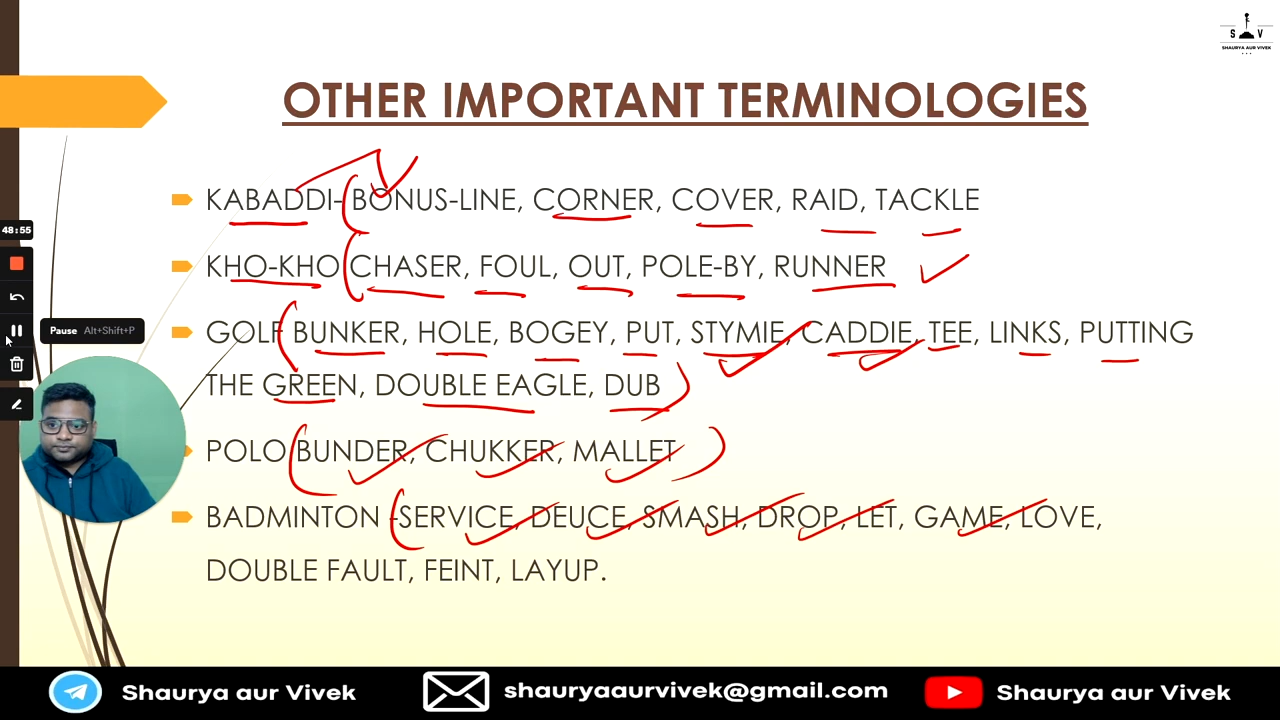 S V
SHAURYA AUR VIVEK
OTHER IMPORTANT TERMINOLOGIES
KABADDI- BONUS-LINE, CORNER, COVER, RAID, TACKLE
48:55
KHO-KHO CHASER, FOUL, OUT, POLE-BY, RUNNER
Pause Alt+Shift+P
GOLF BUNKER, HOLE, BOGEY, PUT, STYMIE, CADDIE, TEE, LINKS, PUTTING
THE GREEN, DOUBLE EAGLE, DUB
POLO BUNDER, CHUKKER, MALLET
BADMINTON -SERVICE, DEUCE, SMASH, DROP, LET, GAME, LOVE,
DOUBLE FAULT, FEINT, LAYUP.
Shaurya aur Vivek shauryaaurvivek@gmail.com Shaurya aur Vivek